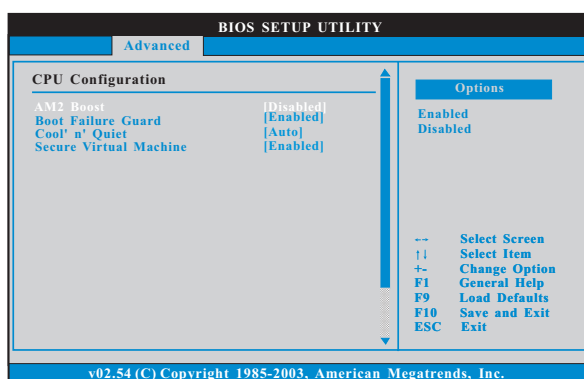 BIOS SETUP UTILITY
Advanced
CPU Configuration
AM2 Boost [Disabled]
Boot Failure Guard [Enabled]
Cool' n' Quiet [Auto]
Secure Virtual Machine [Enabled]
Options
Enabled
Disabled
←→ Select Screen
↑↓ Select Item
+- Change Option
F1 General Help
F9 Load Defaults
F10 Save and Exit
ESC Exit
v02.54 (C) Copyright 1985-2003, American Megatrends, Inc.